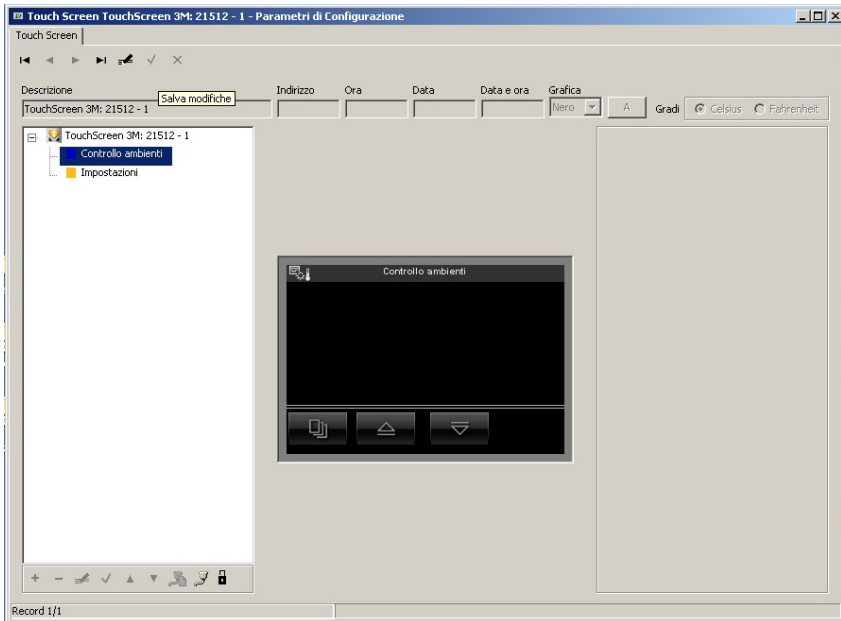 Touch Screen TouchScreen 3M: 21512 - 1 - Parametri di Configurazione
Touch Screen
Descrizione Indirizzo Ora Data Data e ora Grafica
Salva modifiche
TouchScreen 3M: 21512 - 1 Nero A Gradi Celsius Fahrenheit
TouchScreen 3M: 21512 - 1
Controllo ambienti
Impostazioni
Controllo ambienti
Record 1/1